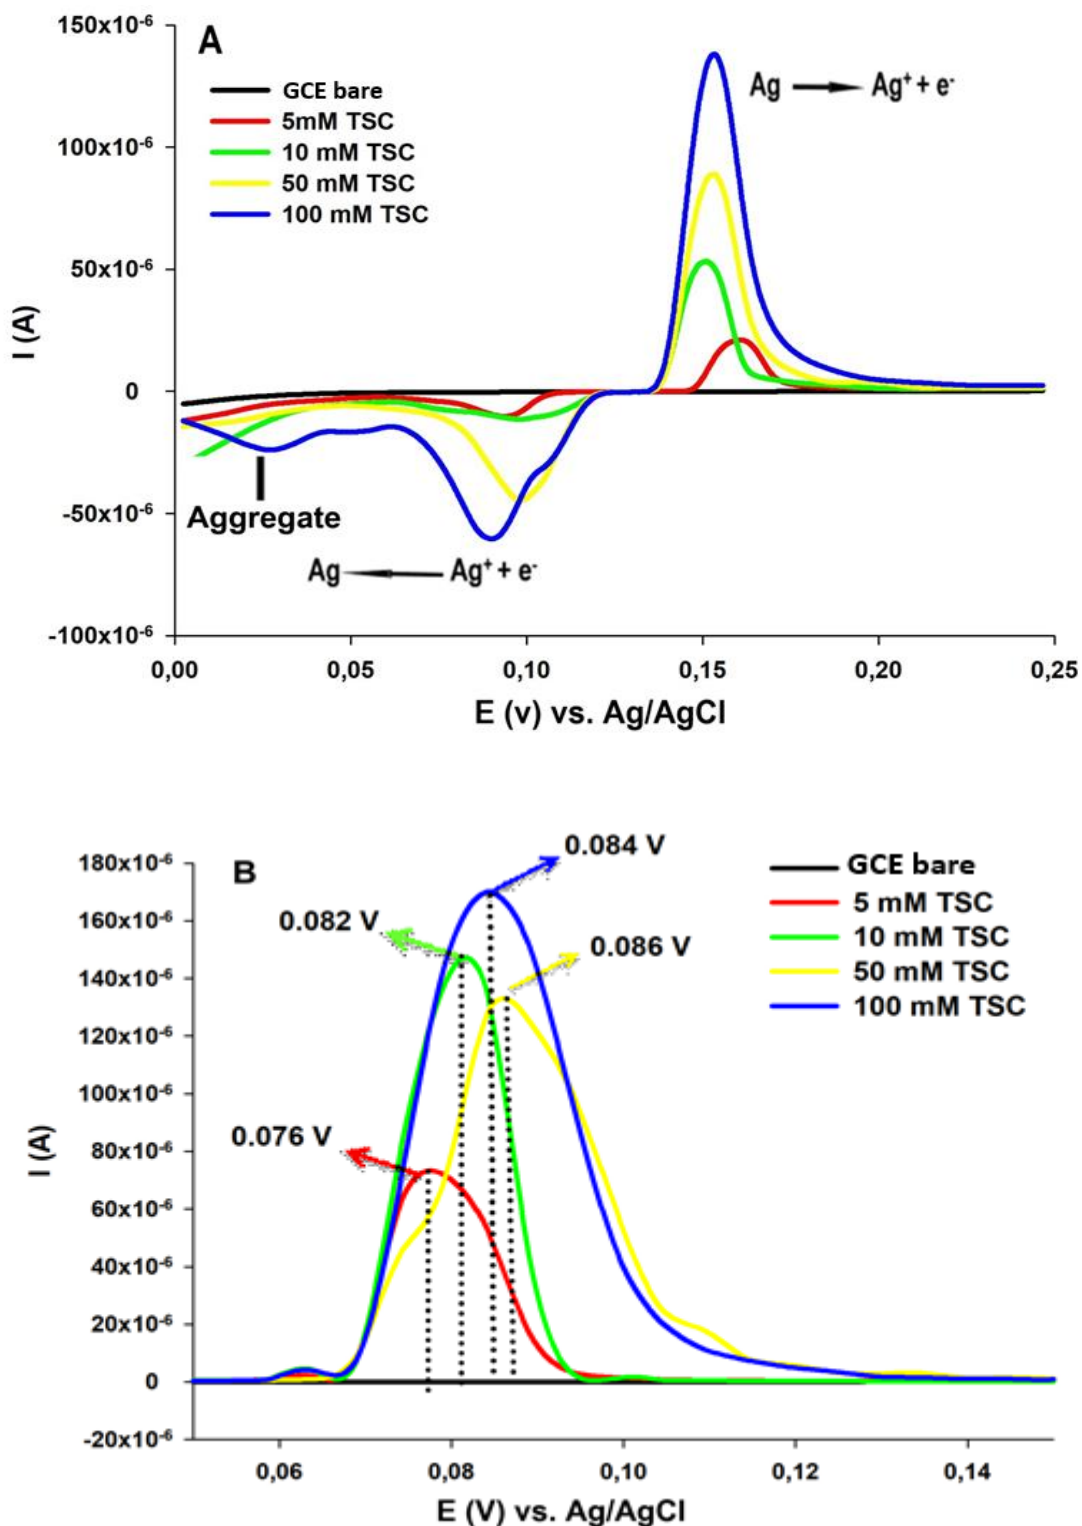 A
150x10-6
100x10-6
50x10-6
0
-50x10-6
-100x10-6
I (A)
GCE bare
5mM TSC
10 mM TSC
50 mM TSC
100 mM TSC
Ag Ag+ + e-
Aggregate
Ag Ag+ + e-
0,00 0,05 0,10 0,15 0,20 0,25
E (v) vs. Ag/AgCl
B
180x10-6
160x10-6
140x10-6
120x10-6
100x10-6
80x10-6
60x10-6
40x10-6
20x10-6
0
-20x10-6
I (A)
0.084 V
0.082 V
0.086 V
0.076 V
GCE bare
5 mM TSC
10 mM TSC
50 mM TSC
100 mM TSC
0,06 0,08 0,10 0,12 0,14
E (V) vs. Ag/AgCl